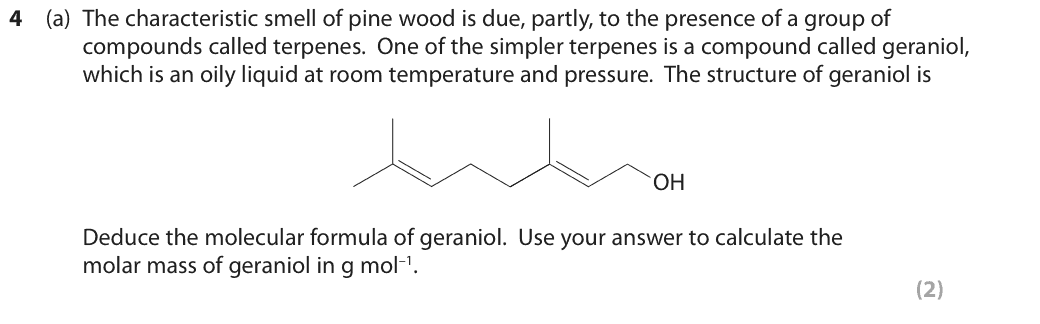 4 (a) The characteristic smell of pine wood is due, partly, to the presence of a group of
compounds called terpenes. One of the simpler terpenes is a compound called geraniol,
which is an oily liquid at room temperature and pressure. The structure of geraniol is
OH
Deduce the molecular formula of geraniol. Use your answer to calculate the
molar mass of geraniol in g mol⁻¹.
(2)